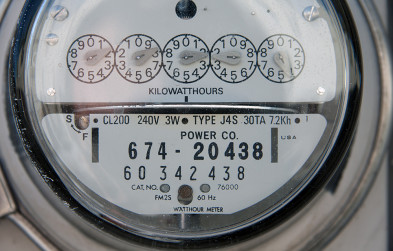 KILOWATTHOURS
S CL200 240V 3W TYPE J4S 30TA 7.2Kh I
F POWER CO. USA
674 - 20438
60 342 438
CAT. NO. 76000
FM2S 60 Hz
WATTHOUR METER